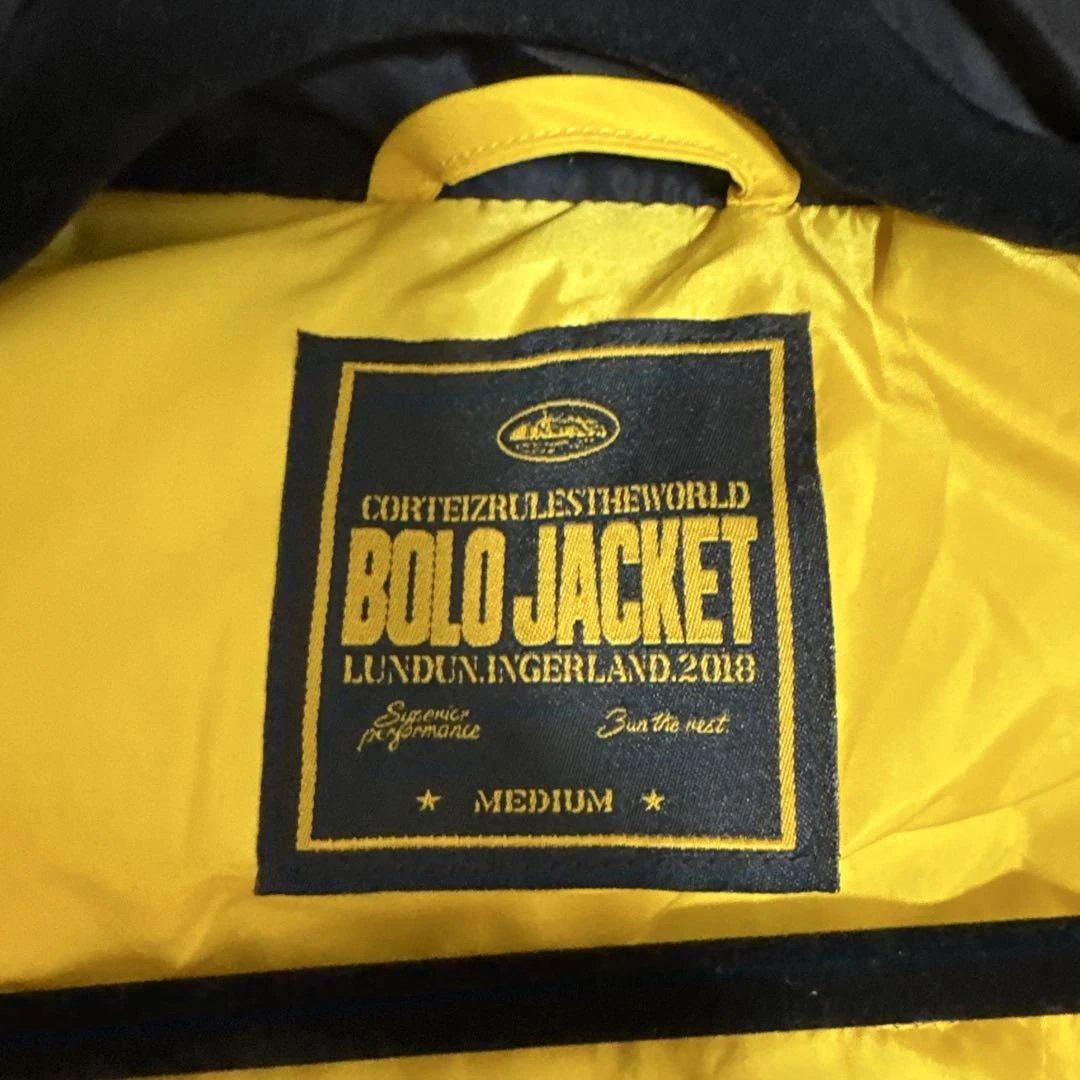 CORTEIZRULESTHEWORLD
BOLO JACKET
LUNDUN.INGERLAND.2018
Superior performance
Bun the rest.
★ MEDIUM ★